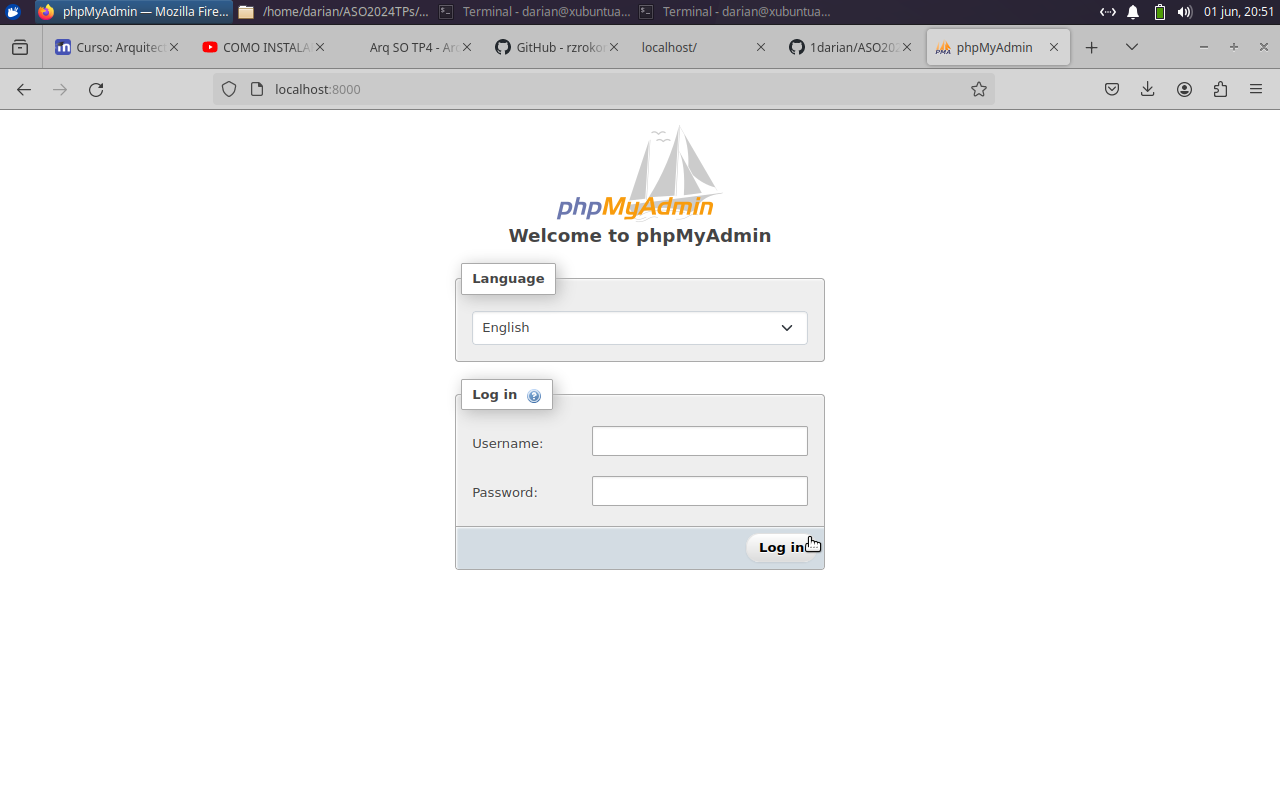 phpMyAdmin — Mozilla Fire...
/home/darian/ASO2024TPs/...
Terminal - darian@xubuntua...
Terminal - darian@xubuntua...
01 jun, 20:51
Curso: Arquitect
COMO INSTALA
Arq SO TP4 - Arq
GitHub - rzroko
localhost/
1darian/ASO202
phpMyAdmin
localhost:8000
phpMyAdmin
Welcome to phpMyAdmin
Language
English
Log in
Username:
Password:
Log in